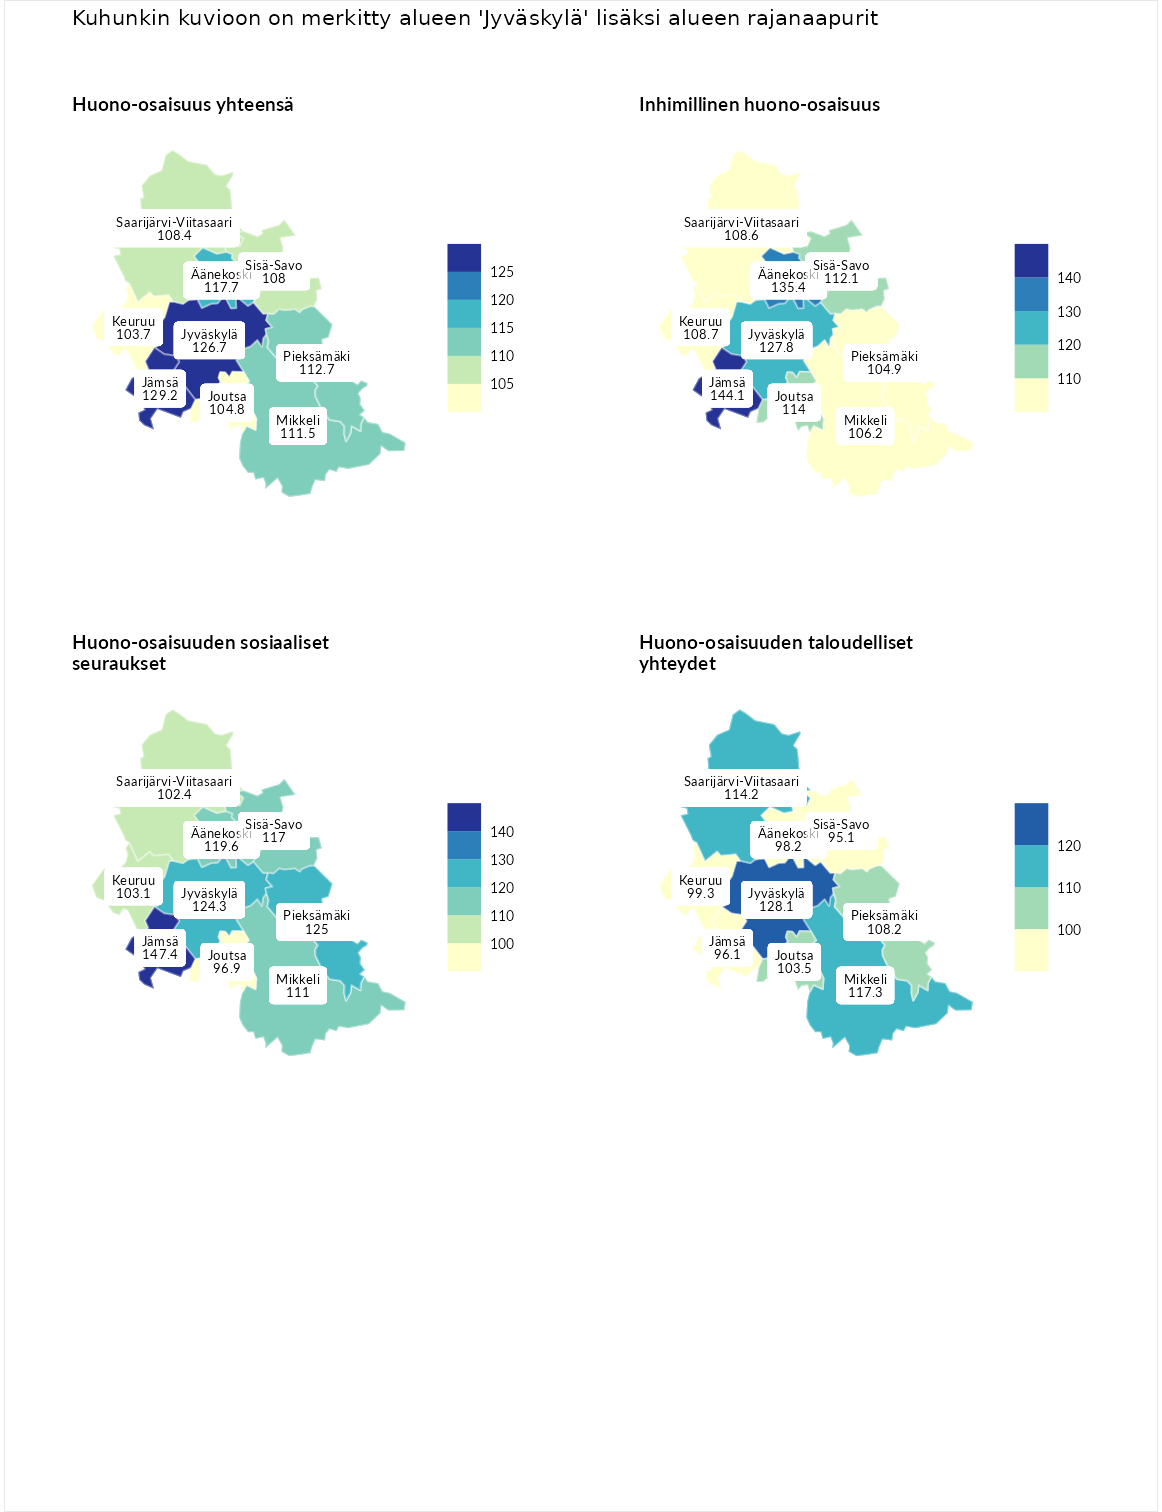 Kuhunkin kuvioon on merkitty alueen 'Jyväskylä' lisäksi alueen rajanaapurit
Huono-osaisuus yhteensä
Saarijärvi-Viitasaari
108.4
Sisä-Savo
108
Äänekoski
117.7
Keuruu
103.7
Jyväskylä
126.7
Pieksämäki
112.7
Jämsä
129.2
Joutsa
104.8
Mikkeli
111.5
125
120
115
110
105
Inhimillinen huono-osaisuus
Saarijärvi-Viitasaari
108.6
Sisä-Savo
112.1
Äänekoski
135.4
Keuruu
108.7
Jyväskylä
127.8
Pieksämäki
104.9
Jämsä
144.1
Joutsa
114
Mikkeli
106.2
140
130
120
110
Huono-osaisuuden sosiaaliset
seuraukset
Saarijärvi-Viitasaari
102.4
Sisä-Savo
117
Äänekoski
119.6
Keuruu
103.1
Jyväskylä
124.3
Pieksämäki
125
Jämsä
147.4
Joutsa
96.9
Mikkeli
111
140
130
120
110
100
Huono-osaisuuden taloudelliset
yhteydet
Saarijärvi-Viitasaari
114.2
Sisä-Savo
95.1
Äänekoski
98.2
Keuruu
99.3
Jyväskylä
128.1
Pieksämäki
108.2
Jämsä
96.1
Joutsa
103.5
Mikkeli
117.3
120
110
100